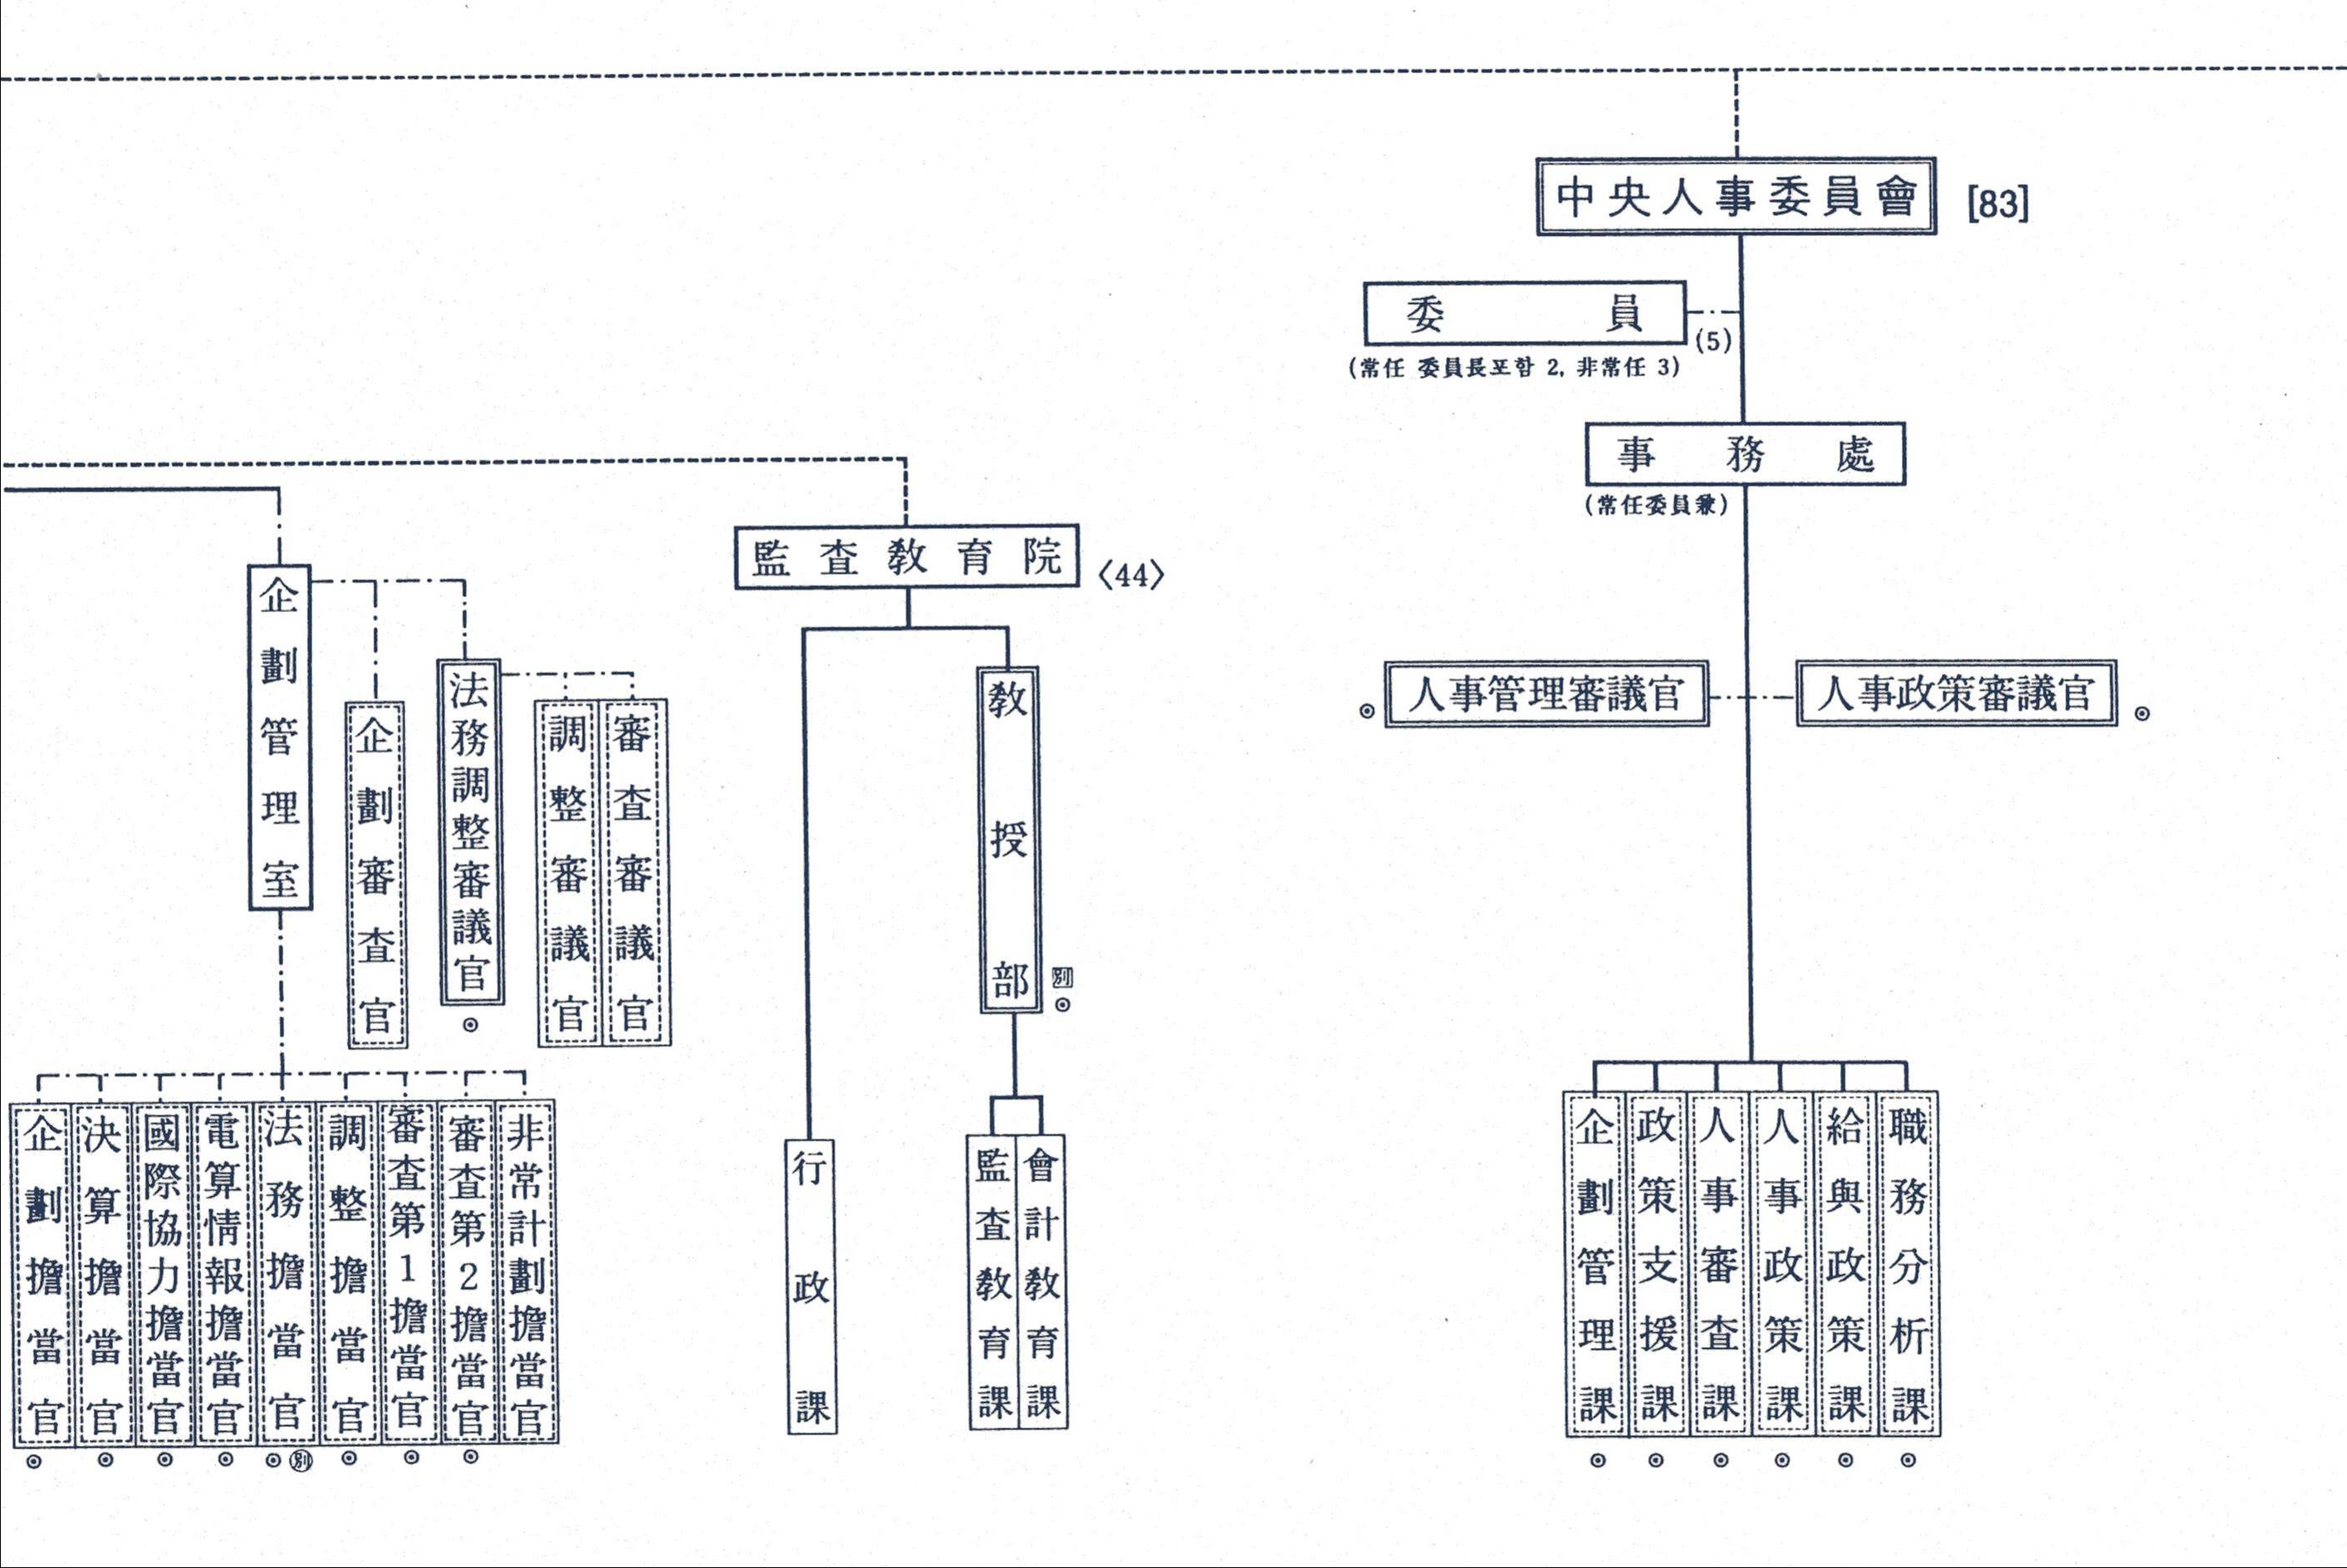 中央人事委員會 [83]
委員 (5)
(常任 委員長포함 2, 非常任 3)
事務處
(常任委員兼)
人事管理審議官
人事政策審議官
企劃管理課
政策支援課
人事審査課
人事政策課
給與政策課
職務分析課
監査敎育院 〈44〉
敎授部 別
行政課
監査敎育課
會計敎育課
企劃管理室
企劃審査官
法務調整審議官
調整審議官
審査審議官
企劃擔當官
決算擔當官
國際協力擔當官
電算情報擔當官
法務擔當官 別
調整擔當官
審査第1擔當官
審査第2擔當官
非常計劃擔當官